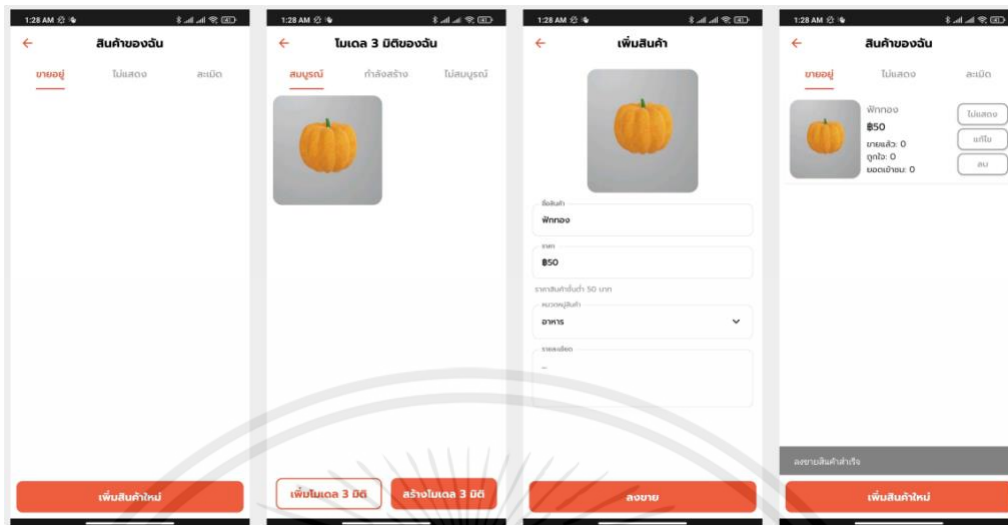 1:28 AM
สินค้าของฉัน
ขายอยู่ ไม่แสดง ละเมิด
เพิ่มสินค้าใหม่
1:28 AM
โมเดล 3 มิติของฉัน
สมบูรณ์ กำลังสร้าง ไม่สมบูรณ์
เพิ่มโมเดล 3 มิติ สร้างโมเดล 3 มิติ
1:28 AM
เพิ่มสินค้า
ชื่อสินค้า
ฟักทอง
ราคา
฿50
ราคาสินค้าขั้นต่ำ 50 บาท
หมวดหมู่สินค้า
อาหาร
รายละเอียด
-
ลงขาย
1:28 AM
สินค้าของฉัน
ขายอยู่ ไม่แสดง ละเมิด
ฟักทอง
฿50
ขายแล้ว: 0
ถูกใจ: 0
ยอดเข้าชม: 0
ไม่แสดง
แก้ไข
ลบ
ลงขายสินค้าสำเร็จ
เพิ่มสินค้าใหม่